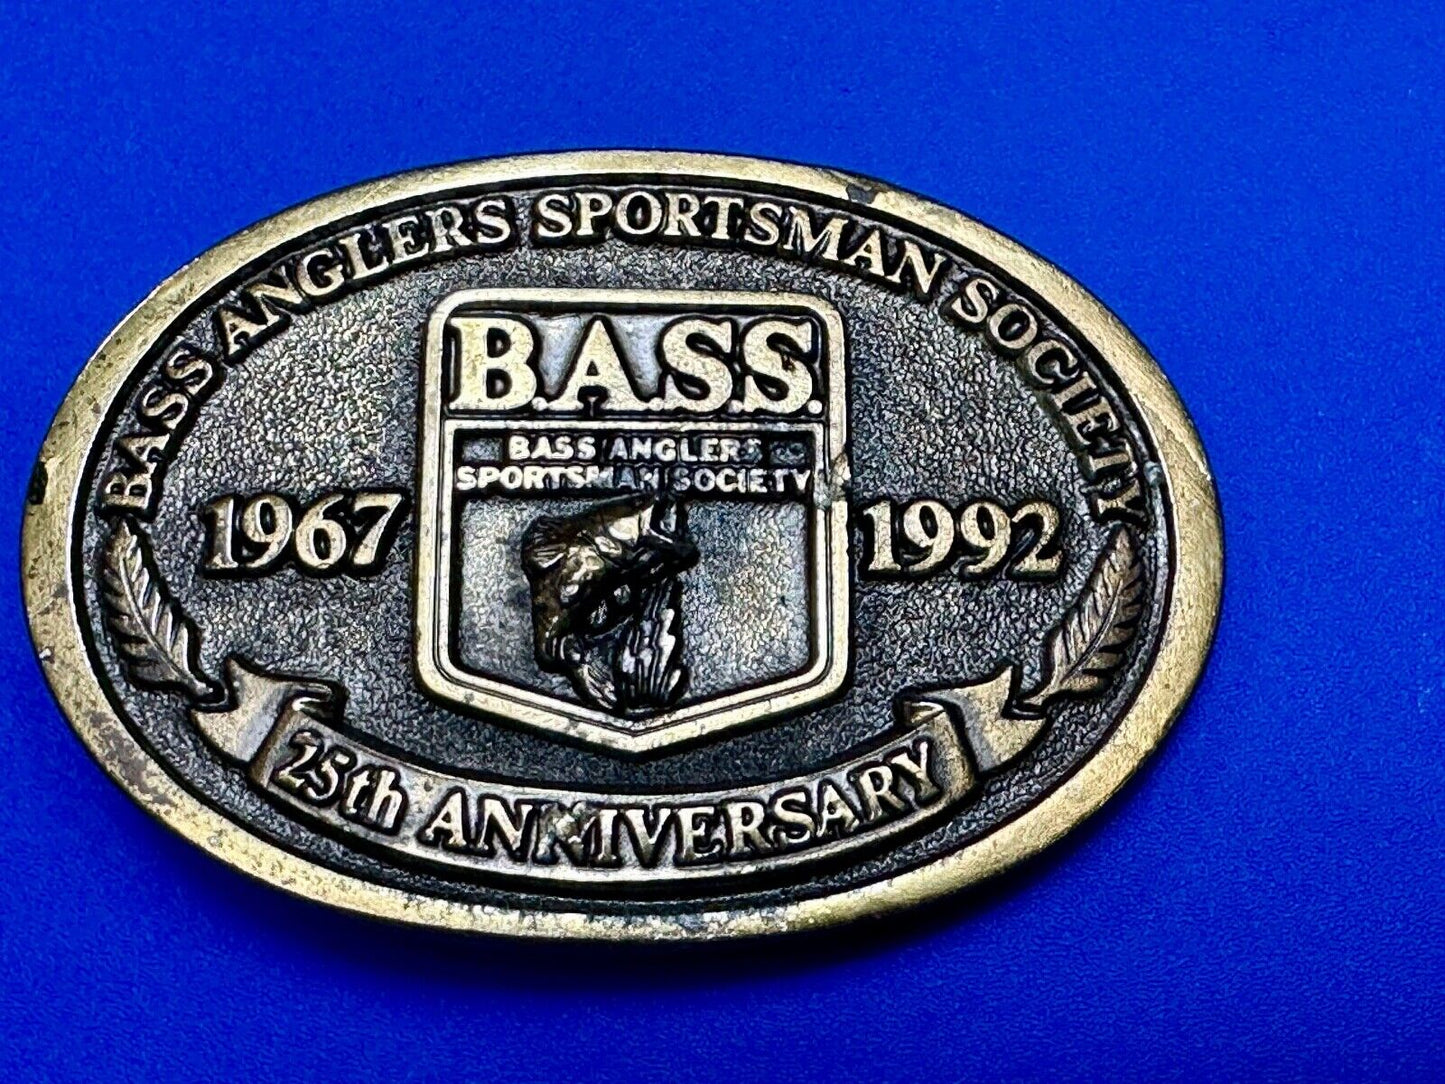 BASS ANGLERS SPORTSMAN SOCIETY
B.A.S.S.
BASS ANGLERS
SPORTSMAN SOCIETY
1967
1992
25th ANNIVERSARY